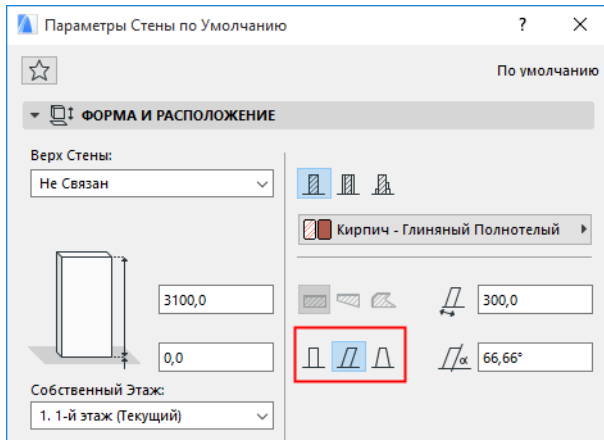 Параметры Стены по Умолчанию
?
По умолчанию
ФОРМА И РАСПОЛОЖЕНИЕ
Верх Стены:
Не Связан
Кирпич - Глиняный Полнотелый
3100,0
300,0
0,0
α
66,66°
Собственный Этаж:
1. 1-й этаж (Текущий)